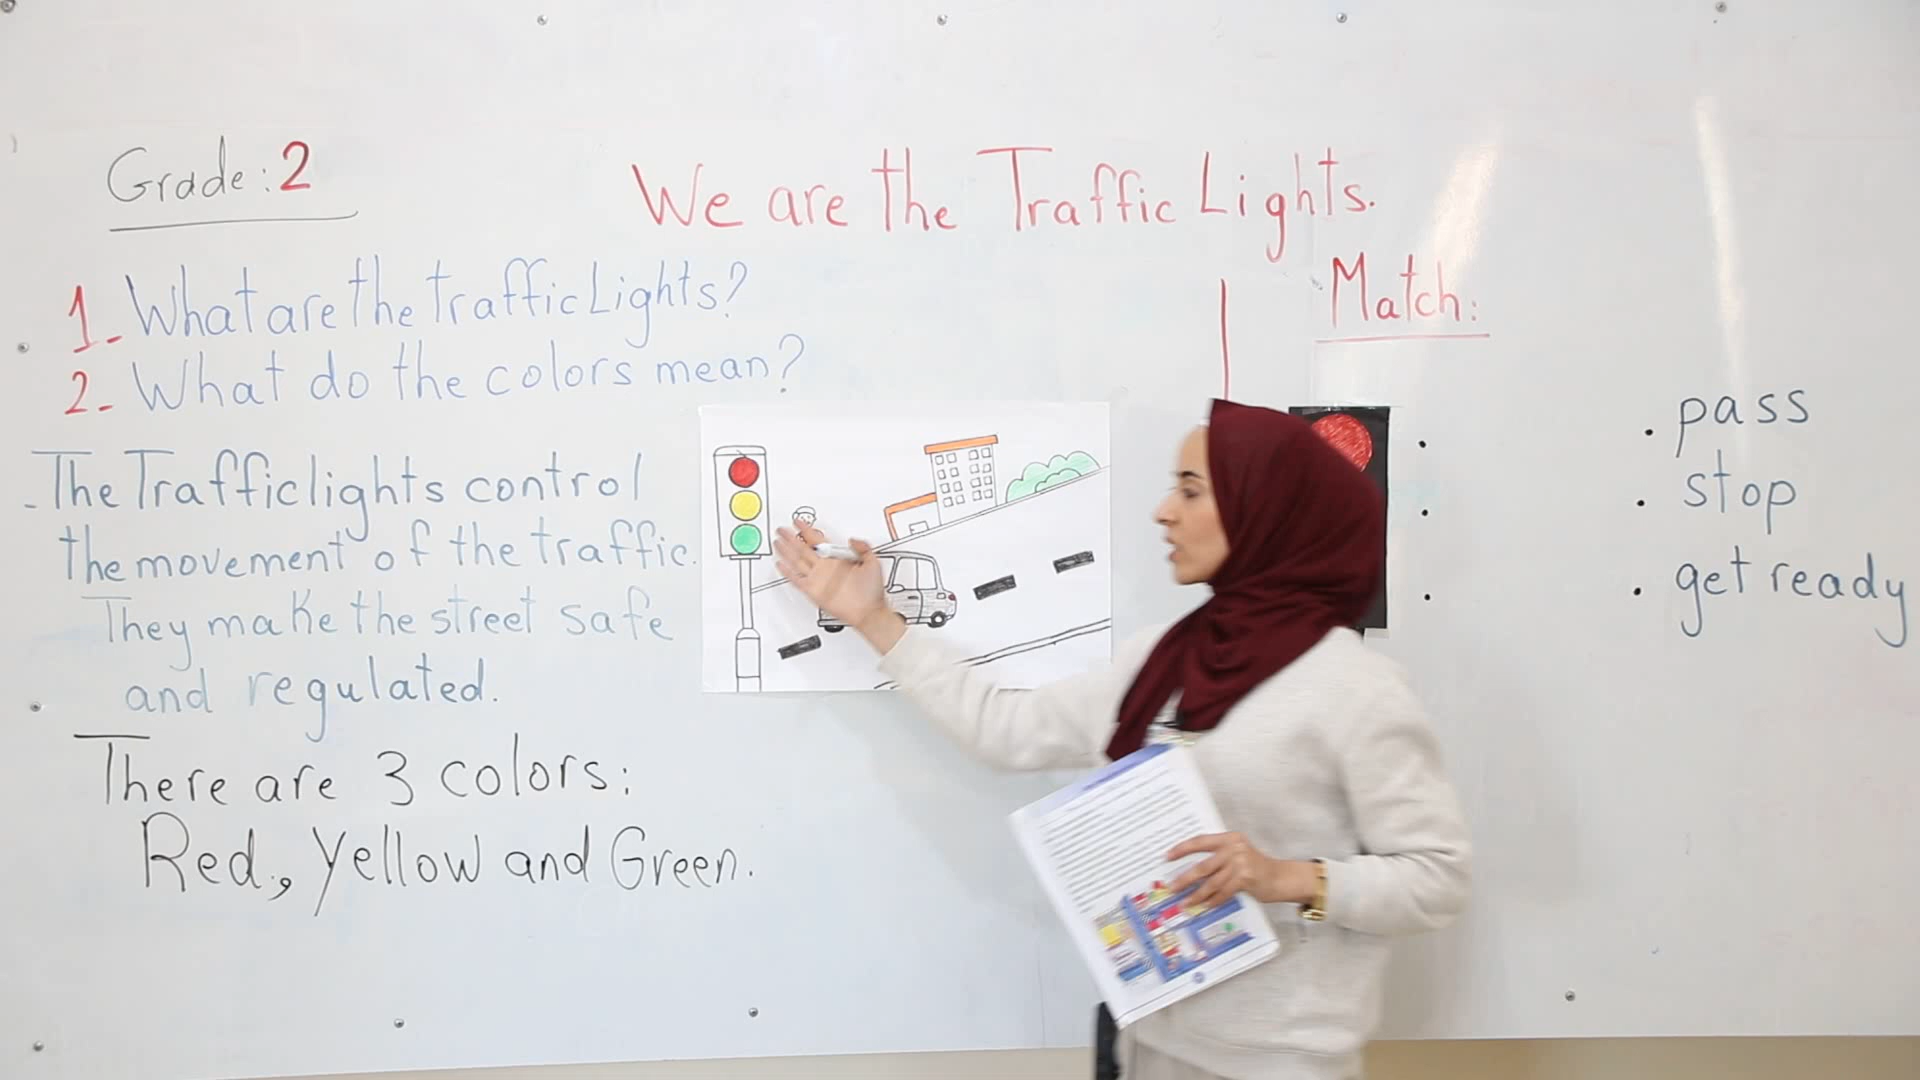 Grade: 2
We are the Traffic Lights.
1- What are the Traffic Lights?
2- What do the colors mean?
- The Traffic lights control
the movement of the traffic.
They make the street safe
and regulated.
There are 3 colors:
Red, Yellow and Green.
Match:
. pass
. stop
. get ready